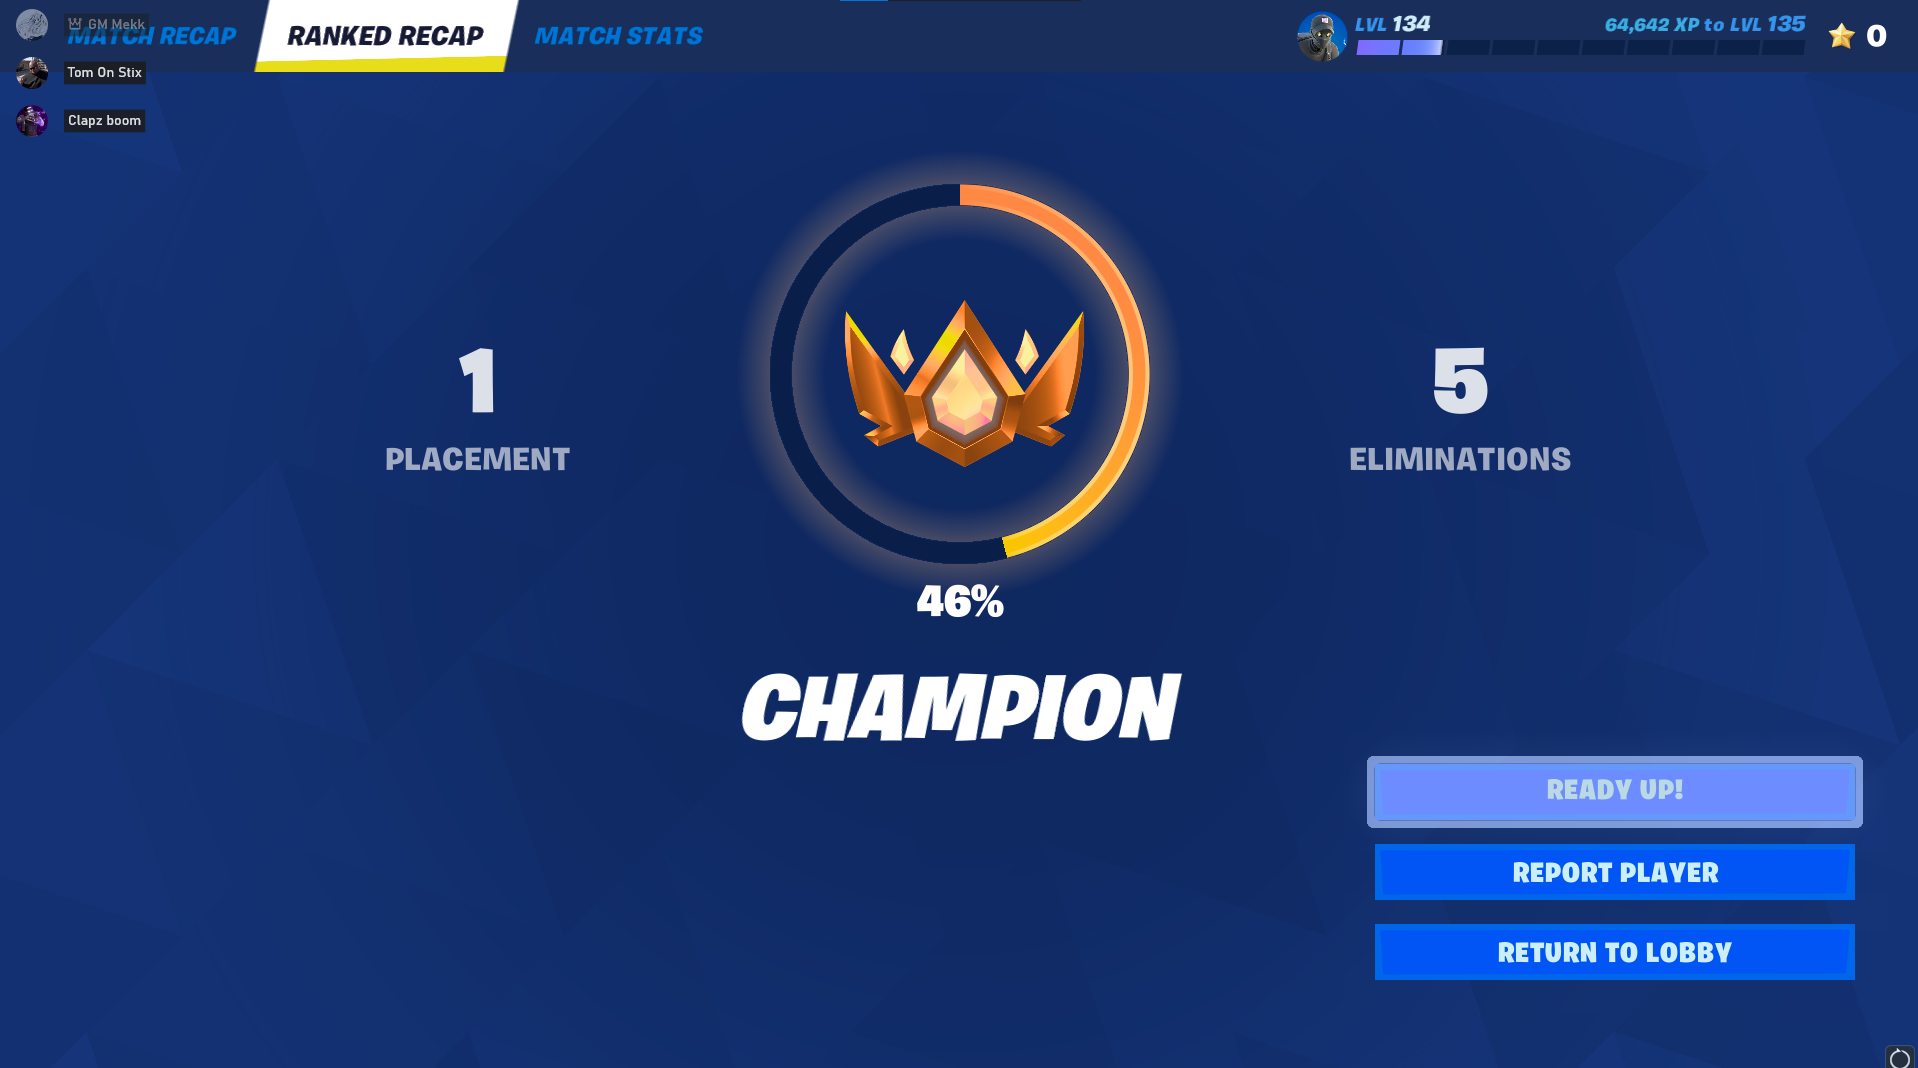 GM Mekk
MATCH RECAP
RANKED RECAP
MATCH STATS
LVL 134
64,642 XP to LVL 135
0
Tom On Stix
Clapz boom
1
PLACEMENT
5
ELIMINATIONS
46%
CHAMPION
READY UP!
REPORT PLAYER
RETURN TO LOBBY